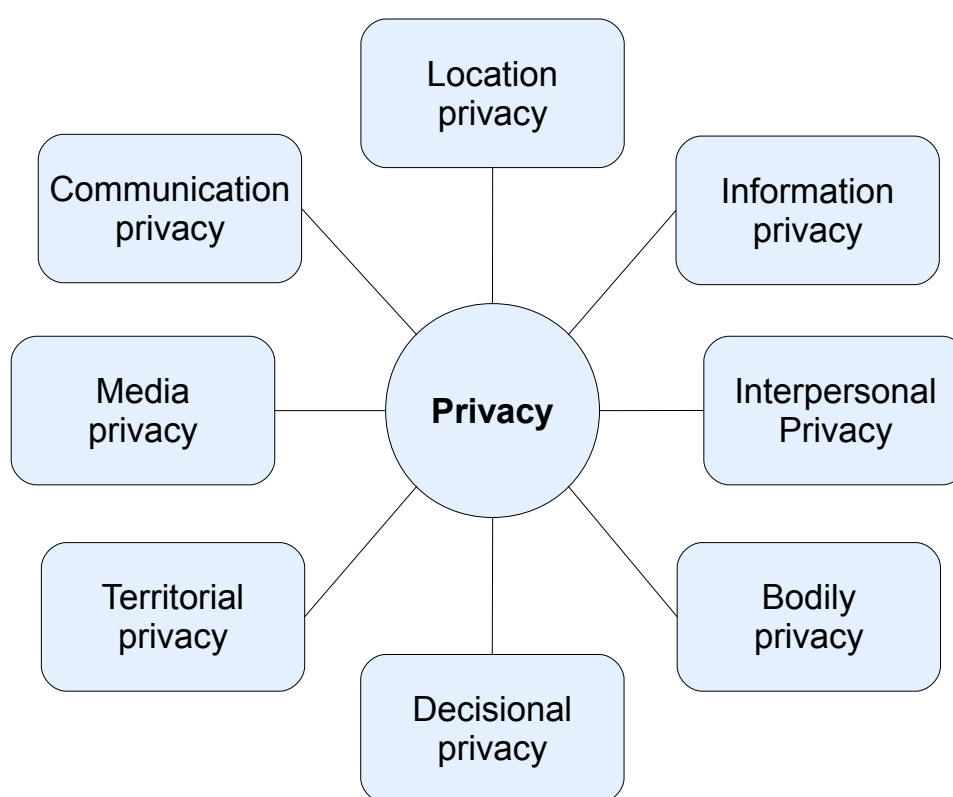 Location
privacy
Communication
privacy
Information
privacy
Media
privacy
Privacy
Interpersonal
Privacy
Territorial
privacy
Bodily
privacy
Decisional
privacy